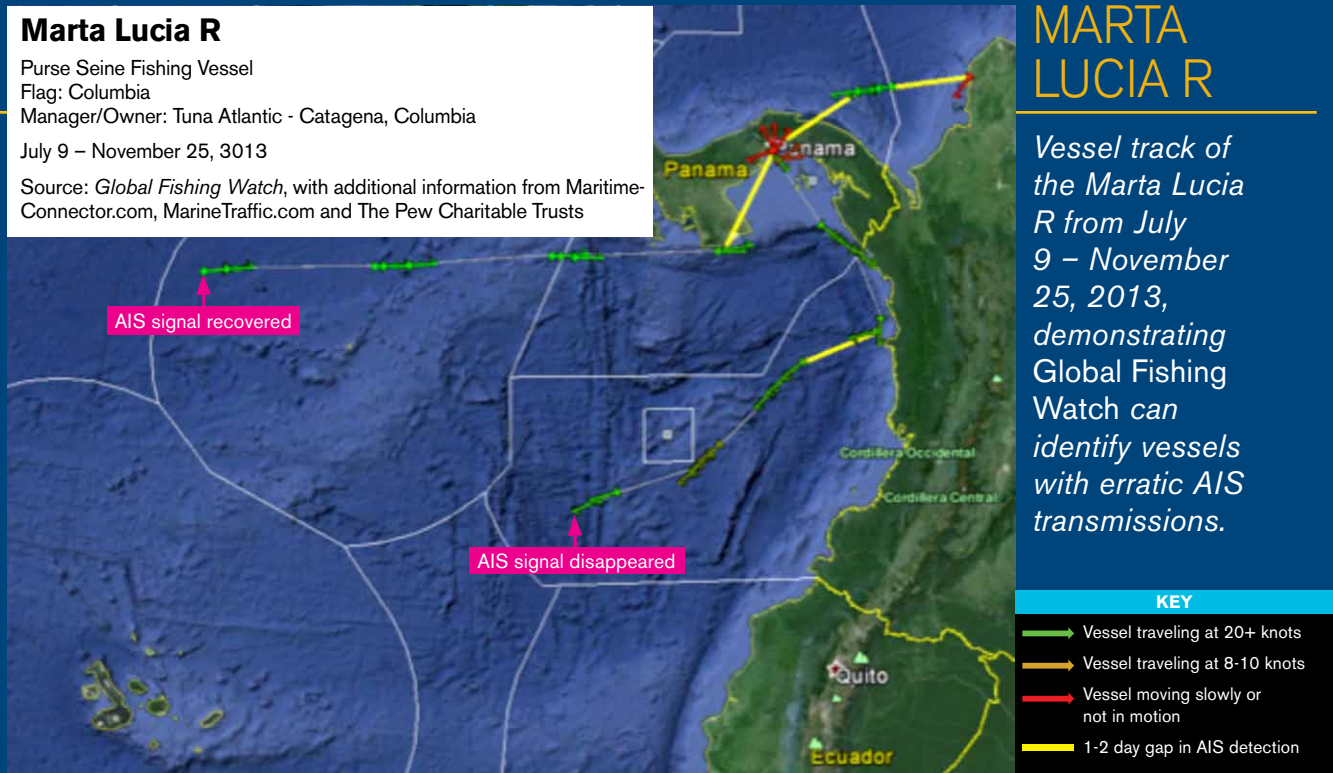 Marta Lucia R
Purse Seine Fishing Vessel
Flag: Columbia
Manager/Owner: Tuna Atlantic - Catagena, Columbia
July 9 – November 25, 3013
Source: Global Fishing Watch, with additional information from Maritime-
Connector.com, MarineTraffic.com and The Pew Charitable Trusts
Panama
Panama
AIS signal recovered
Cordillera Occidental
Cordillera Central
AIS signal disappeared
Quito
Ecuador
MARTA
LUCIA R
Vessel track of
the Marta Lucia
R from July
9 – November
25, 2013,
demonstrating
Global Fishing
Watch can
identify vessels
with erratic AIS
transmissions.
KEY
Vessel traveling at 20+ knots
Vessel traveling at 8-10 knots
Vessel moving slowly or
not in motion
1-2 day gap in AIS detection